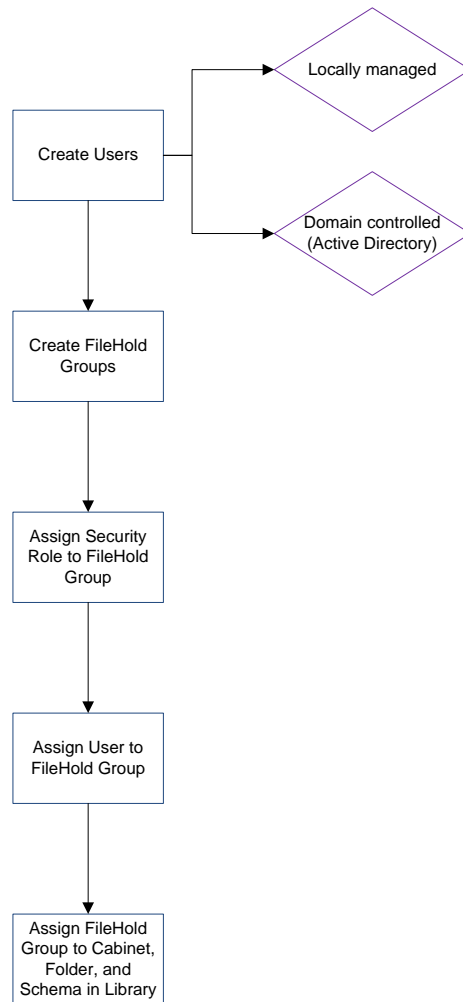 Locally managed
Create Users
Domain controlled
(Active Directory)
Create FileHold
Groups
Assign Security
Role to FileHold
Group
Assign User to
FileHold Group
Assign FileHold
Group to Cabinet,
Folder, and
Schema in Library